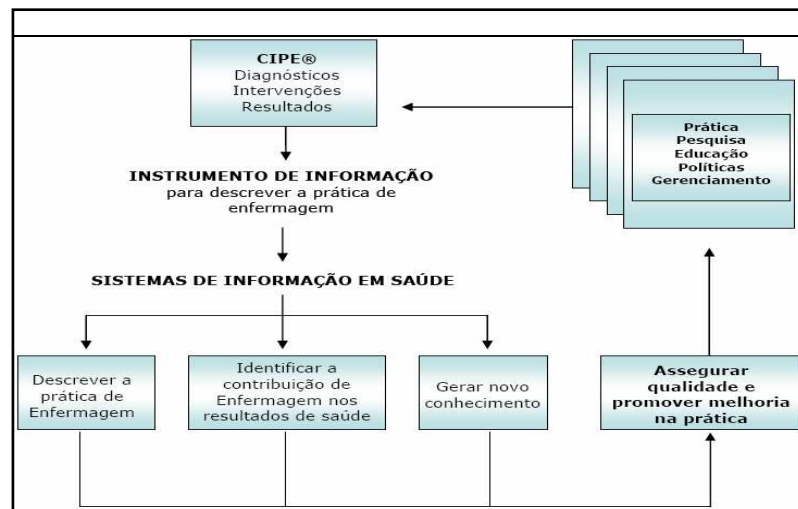 CIPE®
Diagnósticos
Intervenções
Resultados
INSTRUMENTO DE INFORMAÇÃO
para descrever a prática de
enfermagem
SISTEMAS DE INFORMAÇÃO EM SAÚDE
Descrever a
prática de
Enfermagem
Identificar a
contribuição de
Enfermagem nos
resultados de saúde
Gerar novo
conhecimento
Assegurar
qualidade e
promover melhoria
na prática
Prática
Pesquisa
Educação
Políticas
Gerenciamento